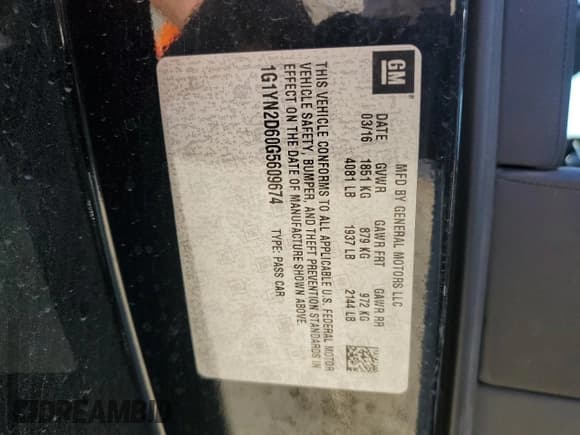 GM
MFD BY GENERAL MOTORS LLC
DATE GVWR GAWR FRT GAWR RR
03/16 1851 KG 879 KG 972 KG
4081 LB 1937 LB 2144 LB
THIS VEHICLE CONFORMS TO ALL APPLICABLE U.S. FEDERAL MOTOR
VEHICLE SAFETY, BUMPER, AND THEFT PREVENTION STANDARDS IN
EFFECT ON THE DATE OF MANUFACTURE SHOWN ABOVE.
1G1YN2D60G5609674 TYPE: PASS CAR
DREAMBID